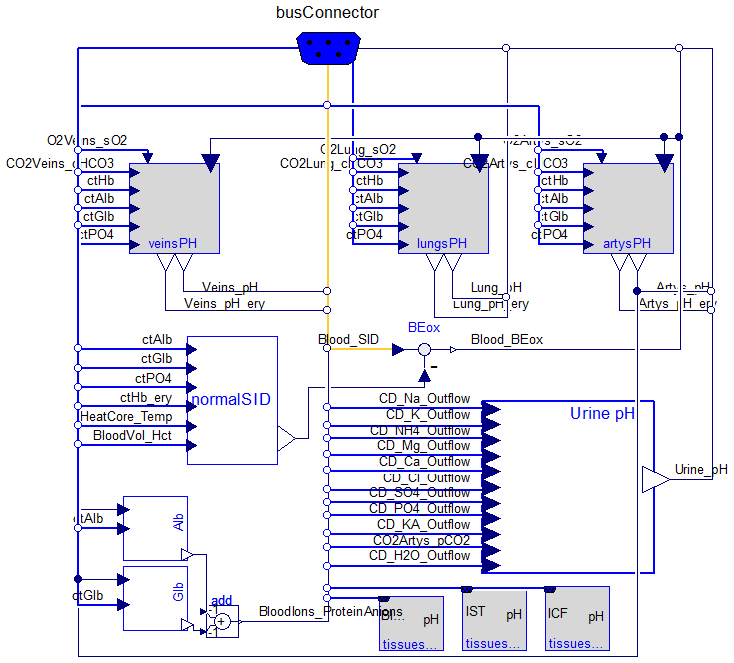 busConnector
O2Veins_sO2
O2Lung_sO2
O2Artys_sO2
CO2Veins_cHCO3
CO2Lung_cHCO3
CO2Artys_cHCO3
ctHb
ctHb
ctHb
ctAlb
ctAlb
ctAlb
ctGlb
ctGlb
ctGlb
ctPO4
ctPO4
ctPO4
veinsPH
lungsPH
artysPH
Veins_pH
Lung_pH
Artys_pH
Veins_pH_ery
Lung_pH_ery
Artys_pH_ery
BEox
Blood_SID
Blood_BEox
-
ctAlb
ctGlb
ctPO4
ctHb_ery
HeatCore_Temp
BloodVol_Hct
normalSID
CD_Na_Outflow
CD_K_Outflow
CD_NH4_Outflow
CD_Mg_Outflow
CD_Ca_Outflow
CD_Cl_Outflow
CD_SO4_Outflow
CD_PO4_Outflow
CD_KA_Outflow
CO2Artys_pCO2
CD_H2O_Outflow
Urine pH
Urine_pH
ctAlb
Alb
ctGlb
Glb
add
-1
+
-1
BloodIons_ProteinAnions
pH
tissues...
IST
pH
tissues...
ICF
pH
tissues...